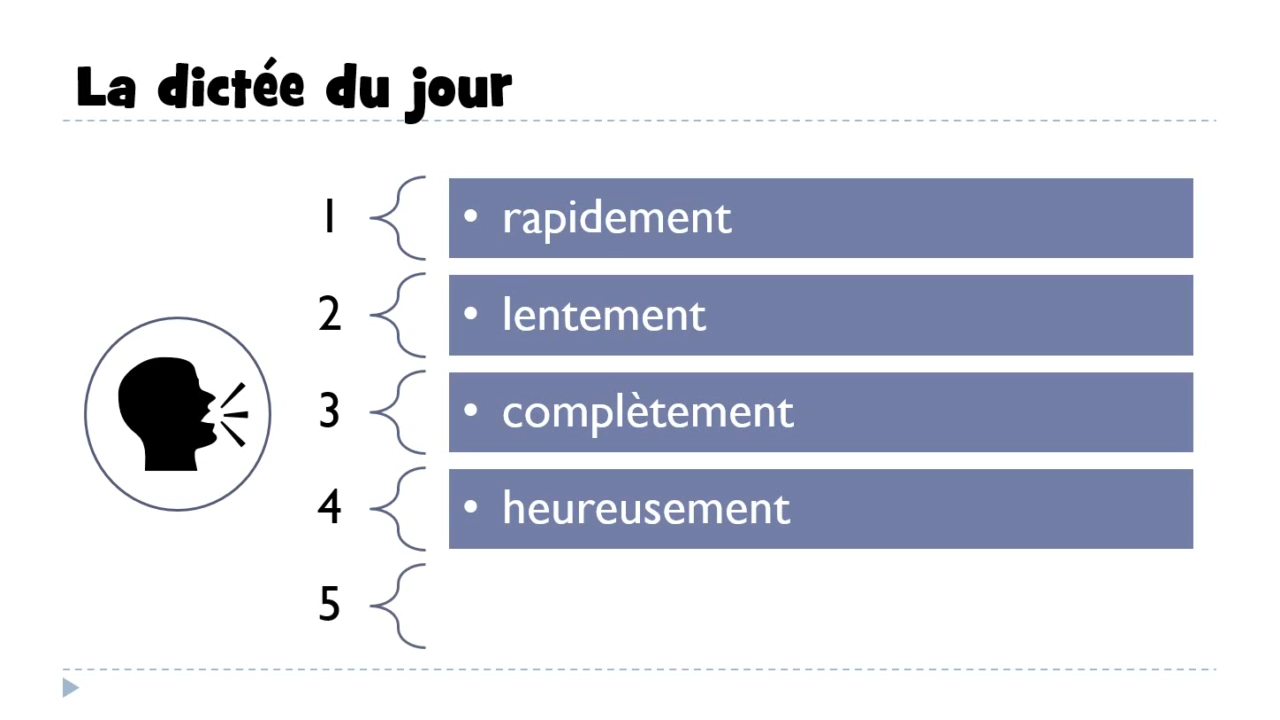 La dictée du jour
1
• rapidement
2
• lentement
3
• complètement
4
• heureusement
5